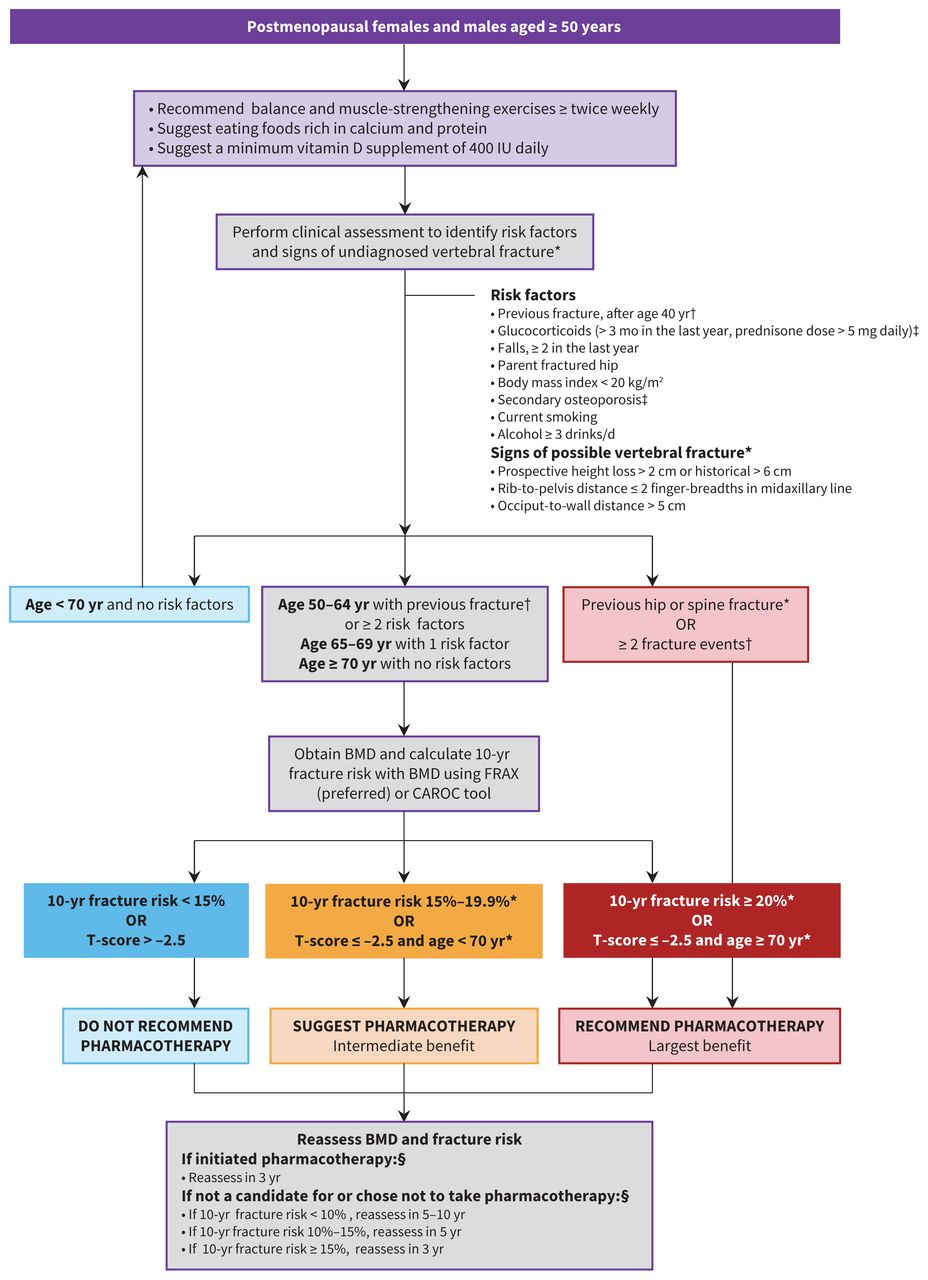 Postmenopausal females and males aged ≥ 50 years
• Recommend balance and muscle-strengthening exercises ≥ twice weekly
• Suggest eating foods rich in calcium and protein
• Suggest a minimum vitamin D supplement of 400 IU daily
Perform clinical assessment to identify risk factors
and signs of undiagnosed vertebral fracture*
Risk factors
• Previous fracture, after age 40 yr†
• Glucocorticoids (> 3 mo in the last year, prednisone dose > 5 mg daily)‡
• Falls, ≥ 2 in the last year
• Parent fractured hip
• Body mass index < 20 kg/m²
• Secondary osteoporosis‡
• Current smoking
• Alcohol ≥ 3 drinks/d
Signs of possible vertebral fracture*
• Prospective height loss > 2 cm or historical > 6 cm
• Rib-to-pelvis distance ≤ 2 finger-breadths in midaxillary line
• Occiput-to-wall distance > 5 cm
Age < 70 yr and no risk factors
Age 50–64 yr with previous fracture†
or ≥ 2 risk factors
Age 65–69 yr with 1 risk factor
Age ≥ 70 yr with no risk factors
Previous hip or spine fracture*
OR
≥ 2 fracture events†
Obtain BMD and calculate 10-yr
fracture risk with BMD using FRAX
(preferred) or CAROC tool
10-yr fracture risk < 15%
OR
T-score > –2.5
10-yr fracture risk 15%–19.9%*
OR
T-score ≤ –2.5 and age < 70 yr*
10-yr fracture risk ≥ 20%*
OR
T-score ≤ –2.5 and age ≥ 70 yr*
DO NOT RECOMMEND
PHARMACOTHERAPY
SUGGEST PHARMACOTHERAPY
Intermediate benefit
RECOMMEND PHARMACOTHERAPY
Largest benefit
Reassess BMD and fracture risk
If initiated pharmacotherapy:§
• Reassess in 3 yr
If not a candidate for or chose not to take pharmacotherapy:§
• If 10-yr fracture risk < 10% , reassess in 5–10 yr
• If 10-yr fracture risk 10%–15%, reassess in 5 yr
• If 10-yr fracture risk ≥ 15%, reassess in 3 yr